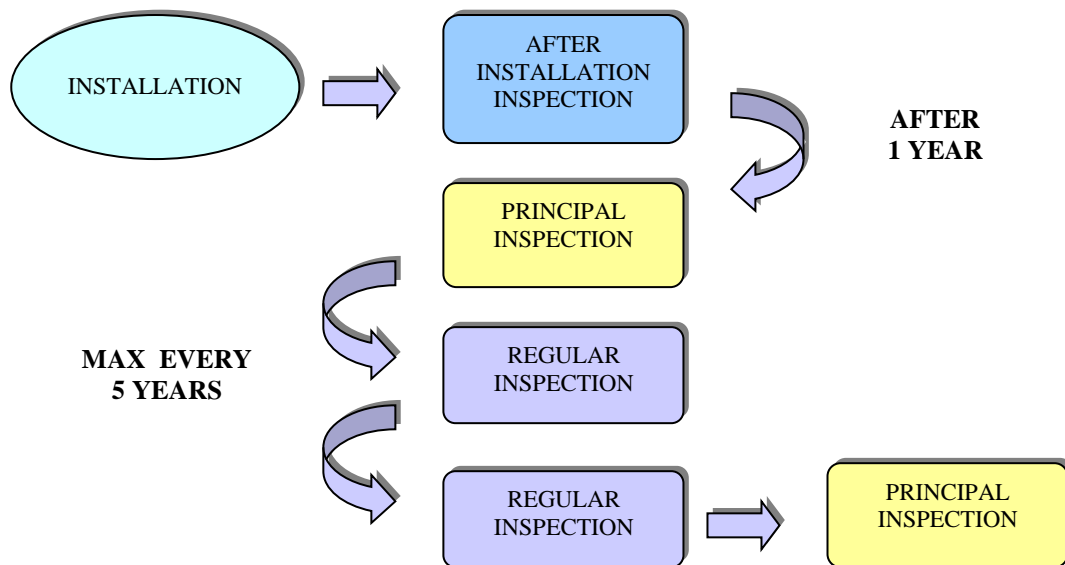 INSTALLATION
AFTER
INSTALLATION
INSPECTION
AFTER
1 YEAR
PRINCIPAL
INSPECTION
MAX EVERY
5 YEARS
REGULAR
INSPECTION
REGULAR
INSPECTION
PRINCIPAL
INSPECTION